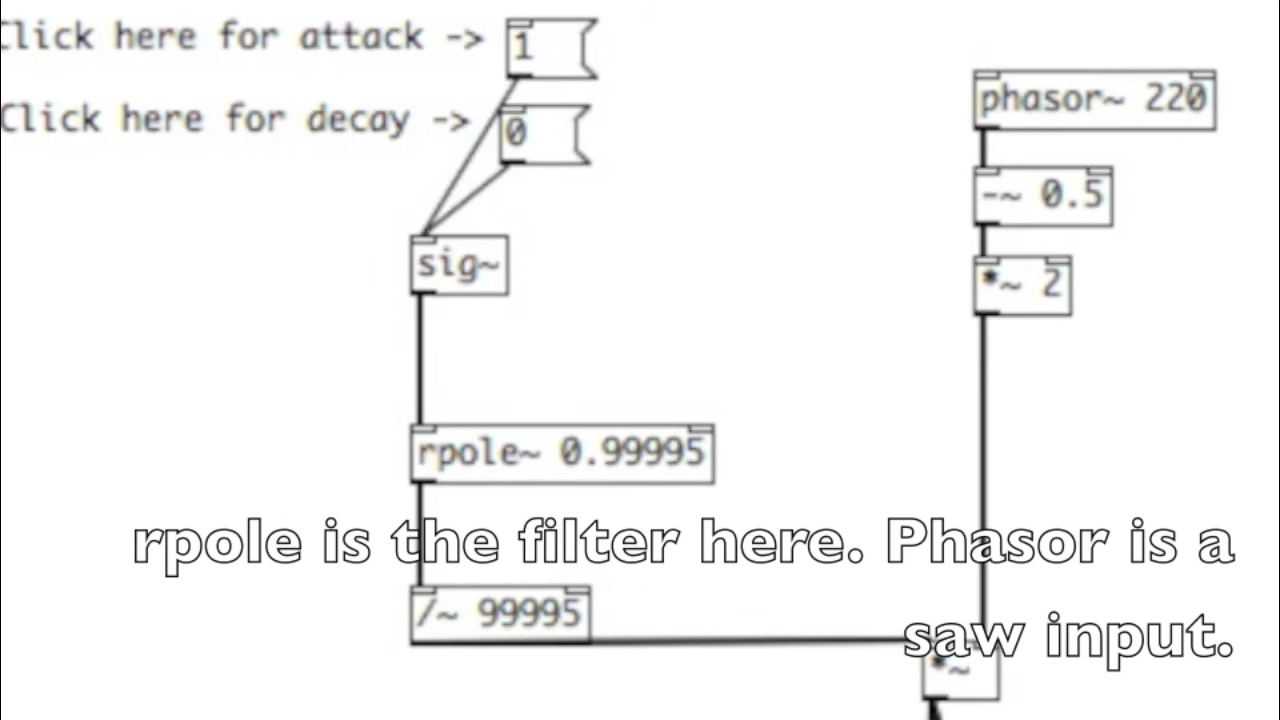 Click here for attack ->
1
phasor~ 220
Click here for decay ->
0
-~ 0.5
sig~
*~ 2
rpole~ 0.99995
rpole is the filter here. Phasor is a
/~ 99995
saw input.
*~